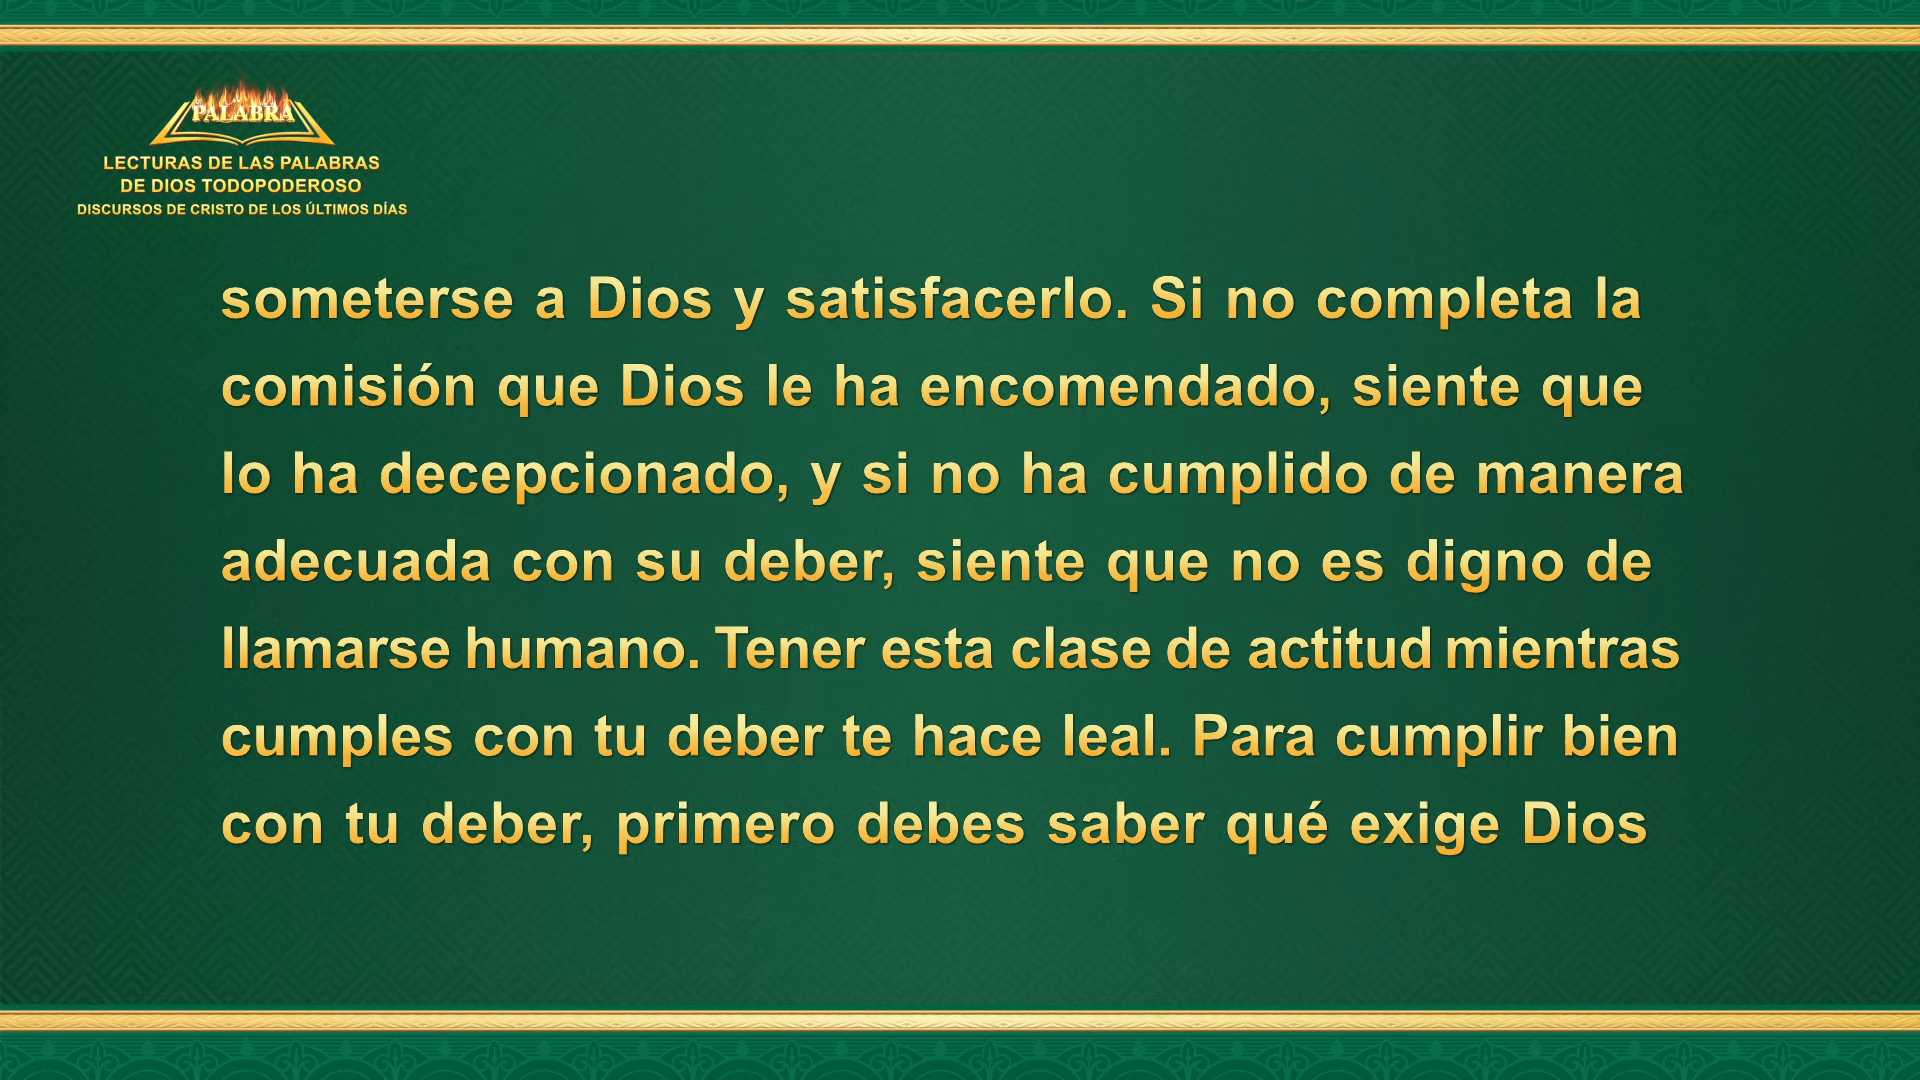 PALABRA
LECTURAS DE LAS PALABRAS
DE DIOS TODOPODEROSO
DISCURSOS DE CRISTO DE LOS ÚLTIMOS DÍAS
someterse a Dios y satisfacerlo. Si no completa la
comisión que Dios le ha encomendado, siente que
lo ha decepcionado, y si no ha cumplido de manera
adecuada con su deber, siente que no es digno de
llamarse humano. Tener esta clase de actitud mientras
cumples con tu deber te hace leal. Para cumplir bien
con tu deber, primero debes saber qué exige Dios